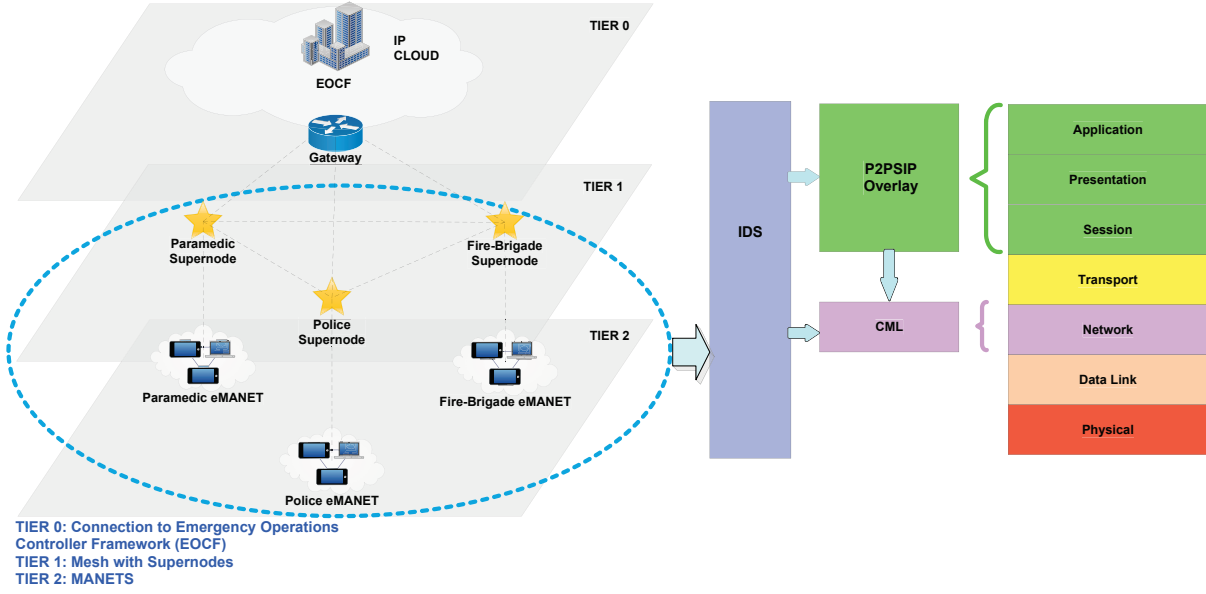 TIER 0
IP
CLOUD
EOCF
Gateway
TIER 1
Paramedic
Supernode
Fire-Brigade
Supernode
Police
Supernode
TIER 2
Paramedic eMANET
Fire-Brigade eMANET
Police eMANET
TIER 0: Connection to Emergency Operations
Controller Framework (EOCF)
TIER 1: Mesh with Supernodes
TIER 2: MANETS
IDS
P2PSIP
Overlay
CML
Application
Presentation
Session
Transport
Network
Data Link
Physical